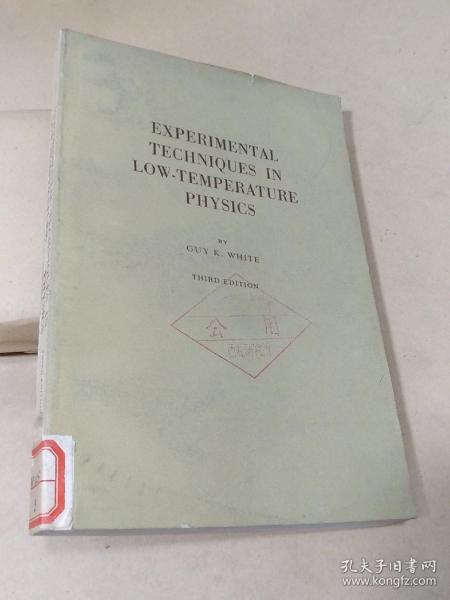 EXPERIMENTAL
TECHNIQUES IN
LOW-TEMPERATURE
PHYSICS
BY
GUY K. WHITE
THIRD EDITION
公用
孔夫子旧书网
www.kongfz.com